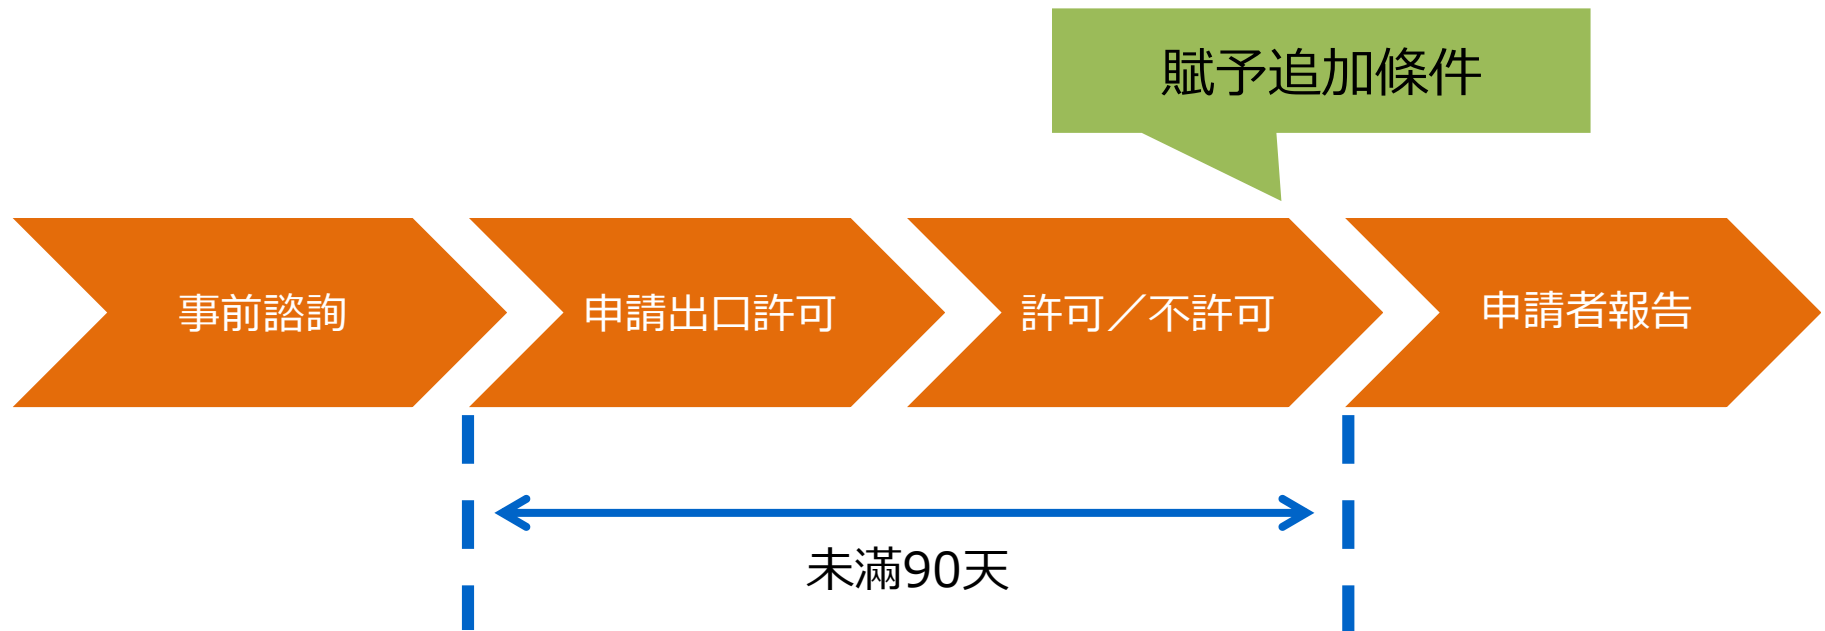 賦予追加條件
事前諮詢
申請出口許可
許可／不許可
申請者報告
未滿90天